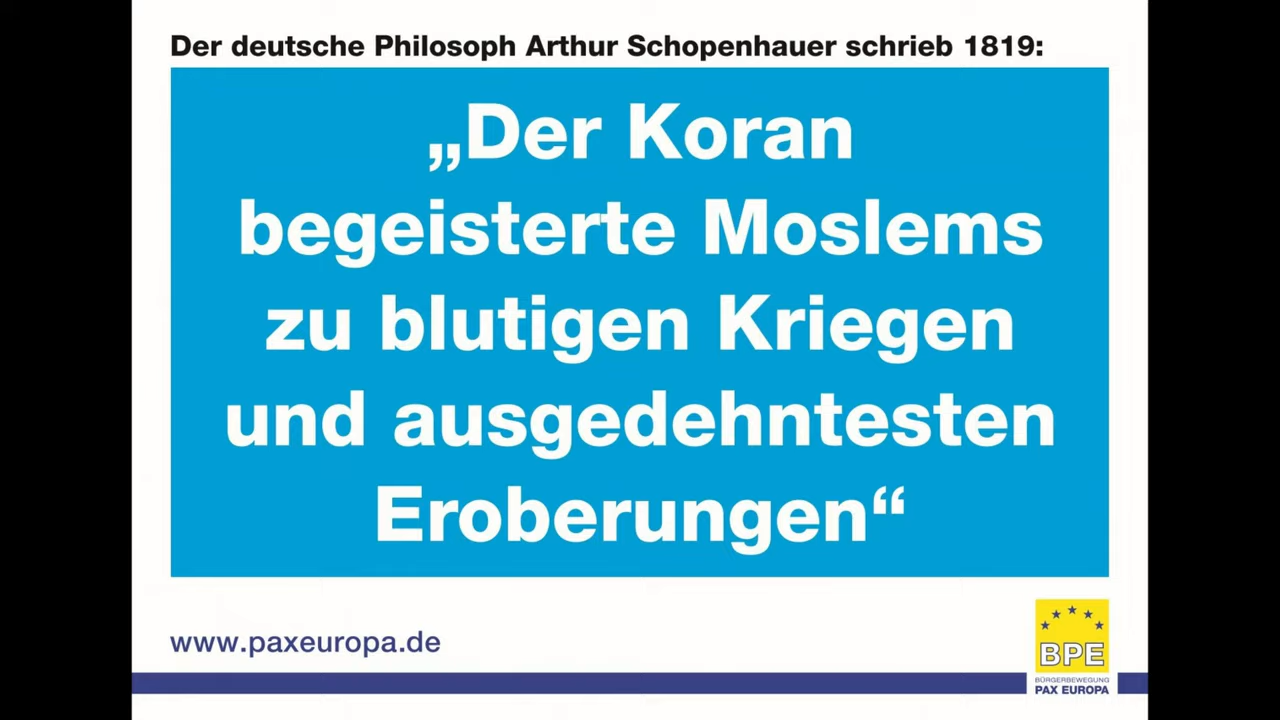 Der deutsche Philosoph Arthur Schopenhauer schrieb 1819:
„Der Koran
begeisterte Moslems
zu blutigen Kriegen
und ausgedehntesten
Eroberungen“
www.paxeuropa.de
BPE
BÜRGERBEWEGUNG
PAX EUROPA